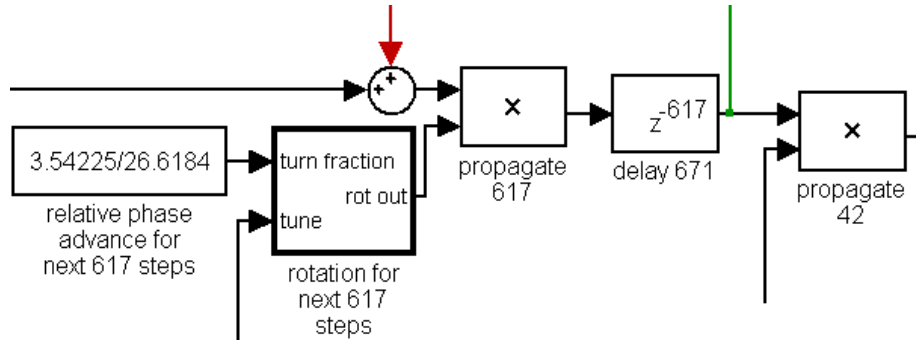 +
+
×
z-617
×
3.54225/26.6184
turn fraction
rot out
tune
propagate
617
delay 671
propagate
42
relative phase
advance for
next 617 steps
rotation for
next 617
steps